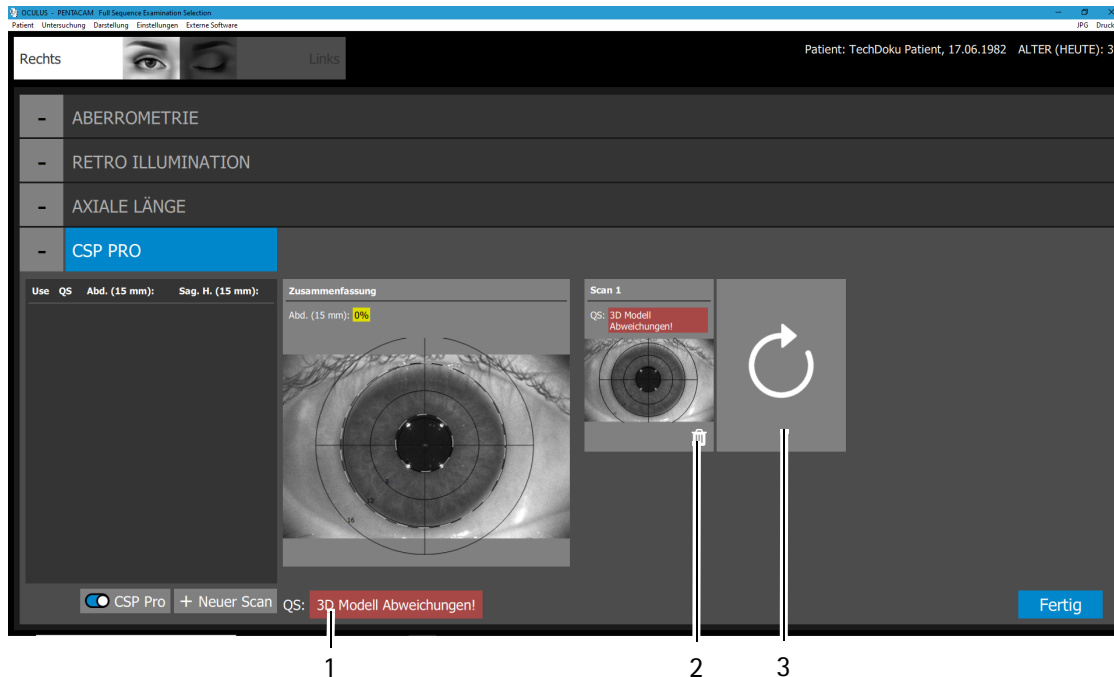 OCULUS - PENTACAM Full Sequence Examination Selection
Patient Untersuchung Darstellung Einstellungen Externe Software JPG Druck
Rechts Links Patient: TechDoku Patient, 17.06.1982 ALTER (HEUTE): 3
- ABERROMETRIE
- RETRO ILLUMINATION
- AXIALE LÄNGE
- CSP PRO
Use QS Abd. (15 mm): Sag. H. (15 mm):
Zusammenfassung
Abd. (15 mm): 0%
8
12
16
Scan 1
QS: 3D Modell
Abweichungen!
CSP Pro + Neuer Scan
QS: 3D Modell Abweichungen!
Fertig
1 2 3